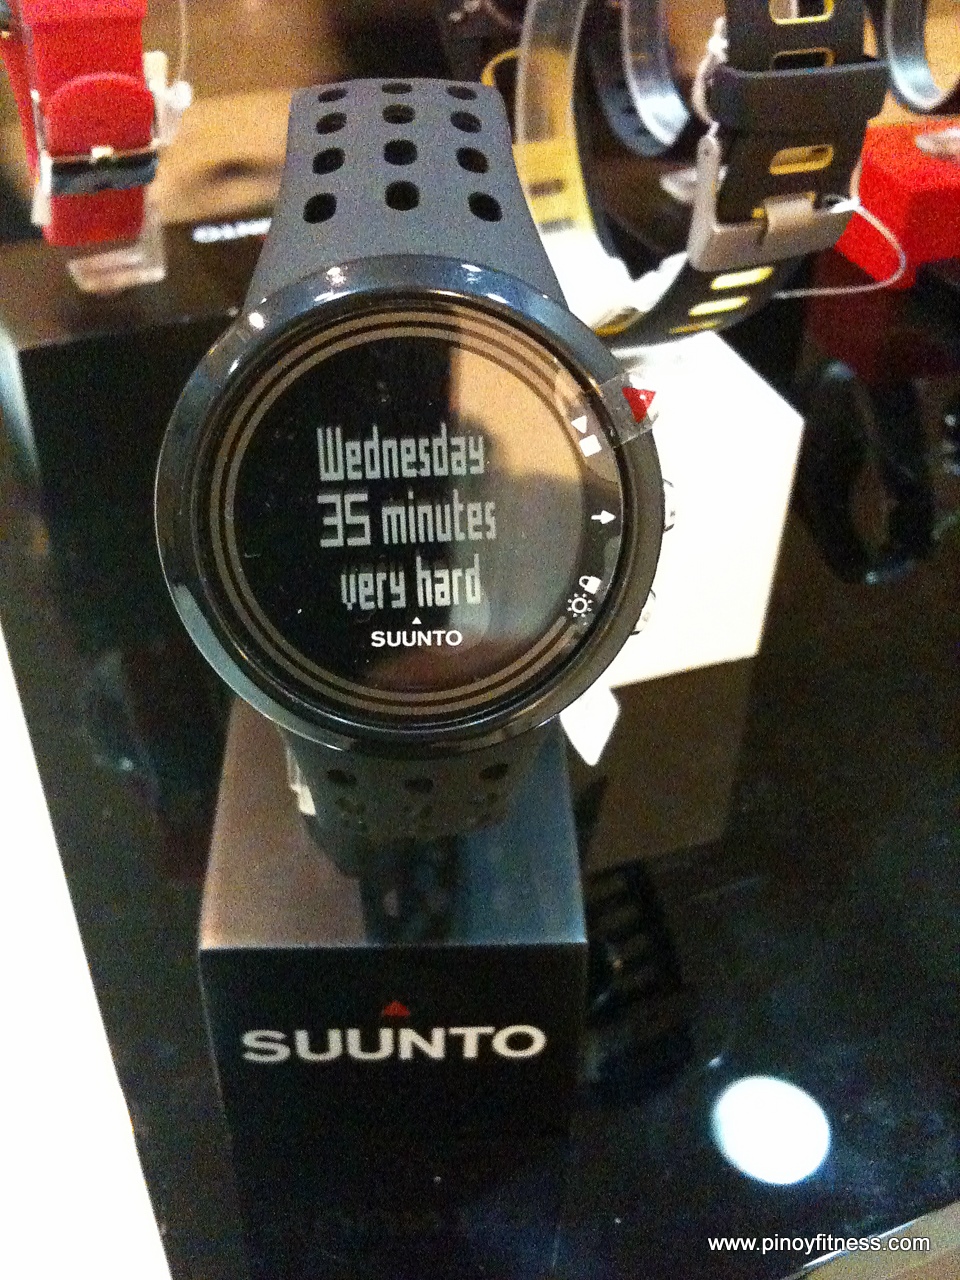 Wednesday
35 minutes
very hard
SUUNTO
SUUNTO
www.pinoyfitness.com